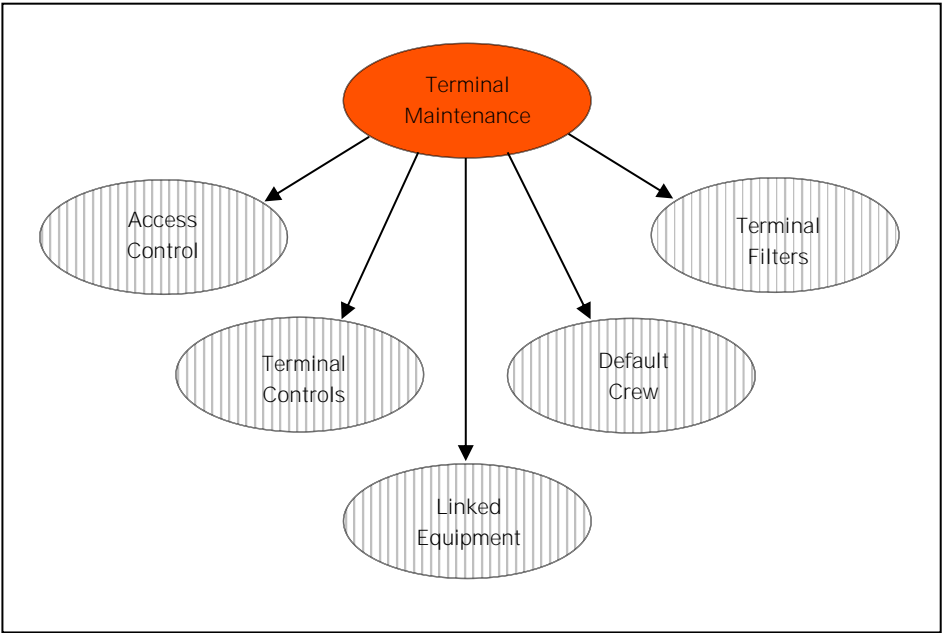 Terminal
Maintenance
Access
Control
Terminal
Filters
Terminal
Controls
Default
Crew
Linked
Equipment